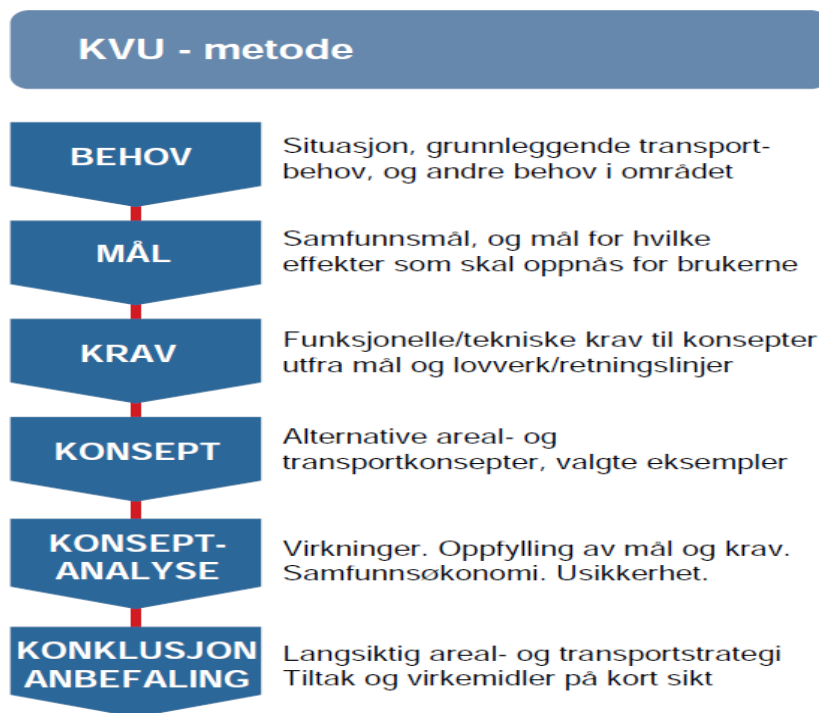 KVU - metode
BEHOV
Situasjon, grunnleggende transport-
behov, og andre behov i området
MÅL
Samfunnsmål, og mål for hvilke
effekter som skal oppnås for brukerne
KRAV
Funksjonelle/tekniske krav til konsepter
utfra mål og lovverk/retningslinjer
KONSEPT
Alternative areal- og
transportkonsepter, valgte eksempler
KONSEPT-
ANALYSE
Virkninger. Oppfylling av mål og krav.
Samfunnsøkonomi. Usikkerhet.
KONKLUSJON
ANBEFALING
Langsiktig areal- og transportstrategi
Tiltak og virkemidler på kort sikt